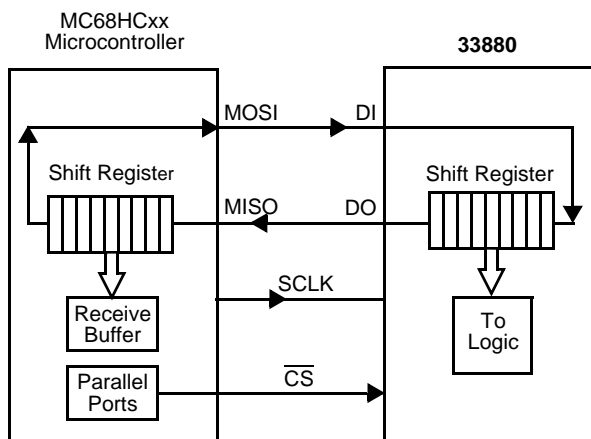 MC68HCxx
Microcontroller
33880
MOSI
DI
Shift Register
Shift Register
MISO
DO
SCLK
Receive
Buffer
To
Logic
Parallel
Ports
CS